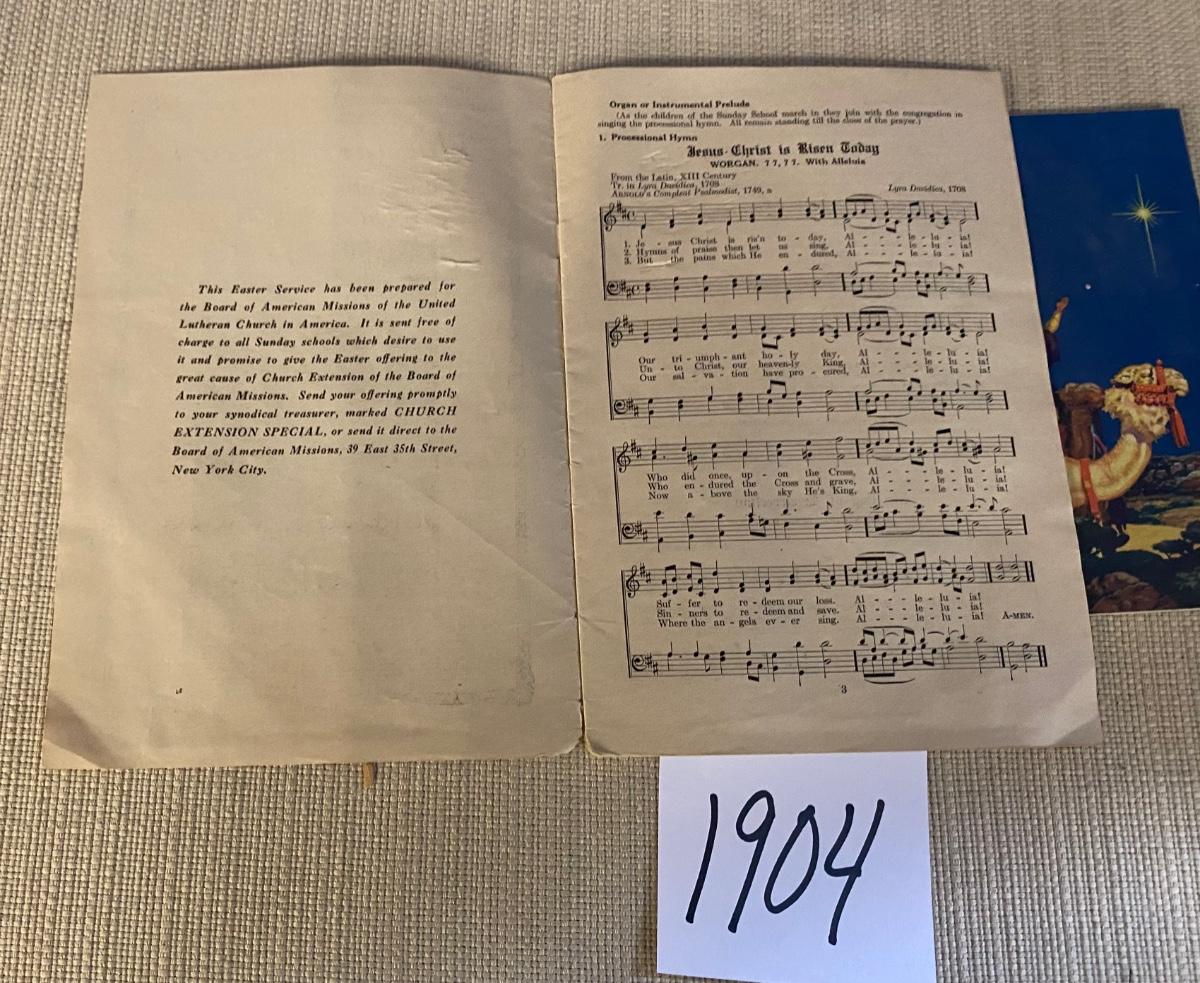 This Easter Service has been prepared for
the Board of American Missions of the United
Lutheran Church in America. It is sent free of
charge to all Sunday schools which desire to use
it and promise to give the Easter offering to the
great cause of Church Extension of the Board of
American Missions. Send your offering promptly
to your synodical treasurer, marked CHURCH
EXTENSION SPECIAL, or send it direct to the
Board of American Missions, 39 East 35th Street,
New York City.
Organ or Instrumental Prelude
(As the children of the Sunday School march in they join with the congregation in
singing the processional hymn. All remain standing till the close of the prayer.)
1. Processional Hymn
Jesus Christ is Risen Today
WORGAN. 7 7, 7 7. With Alleluia
From the Latin, XIII Century
Tr. in Lyra Davidica, 1708
ARNOLD'S Compleat Psalmodist, 1749, a
Lyra Davidica, 1708
1. Je - sus Christ is ris'n to - day, Al - - - le - lu - ia!
2. Hymns of praise then let us sing, Al - - - le - lu - ia!
3. But the pains which He en - dured, Al - - - le - lu - ia!
Our tri - umph - ant ho - ly day, Al - - - le - lu - ia!
Un - to Christ, our heaven-ly King, Al - - - le - lu - ia!
Our sal - va - tion have pro - cured, Al - - - le - lu - ia!
Who did once, up - on the Cross, Al - - - le - lu - ia!
Who en - dured the Cross and grave, Al - - - le - lu - ia!
Now a - bove the sky He's King, Al - - - le - lu - ia!
Suf - fer to re - deem our loss. Al - - - le - lu - ia!
Sin - ners to re - deem and save. Al - - - le - lu - ia!
Where the an - gels ev - er sing. Al - - - le - lu - ia! A-MEN.
3
1904